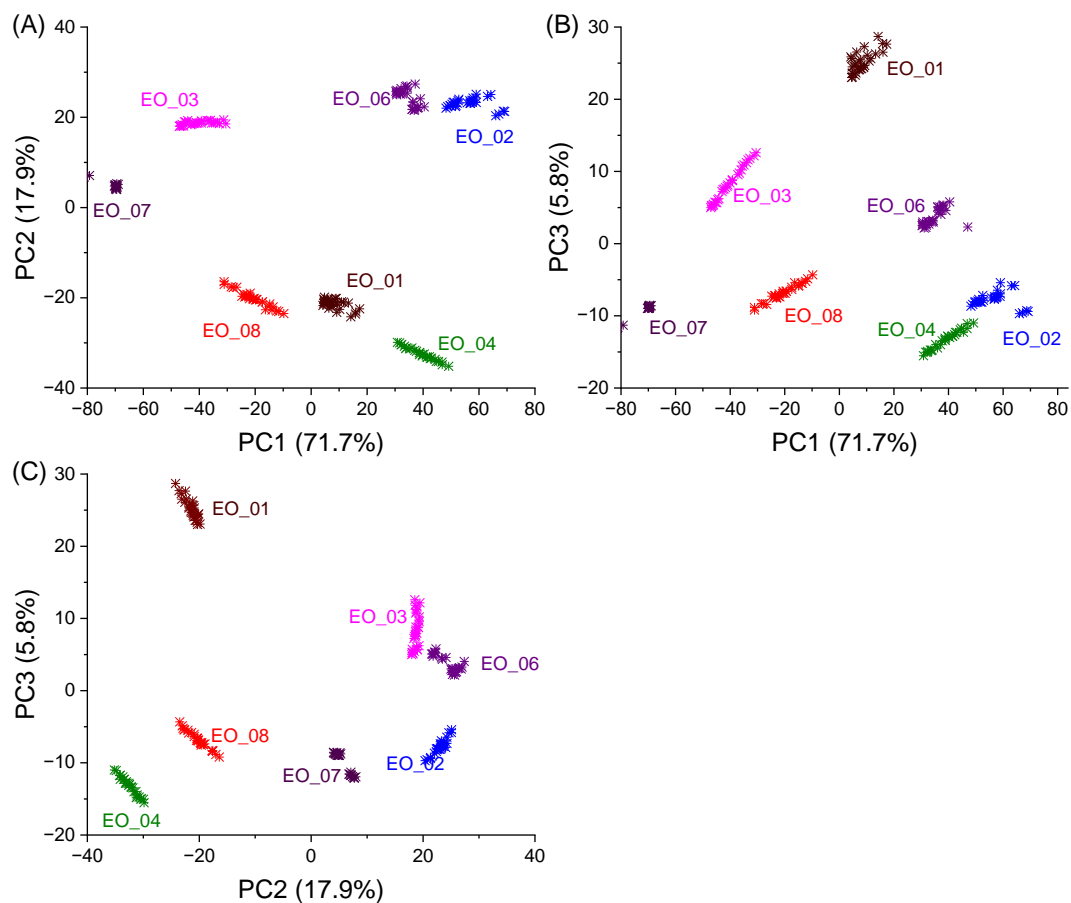 (A)
40
20
0
−20
−40
PC2 (17.9%)
EO_03
EO_06
EO_02
EO_07
EO_01
EO_08
EO_04
−80 −60 −40 −20 0 20 40 60 80
PC1 (71.7%)
(B)
30
20
10
0
−10
−20
PC3 (5.8%)
EO_01
EO_03
EO_06
EO_07
EO_08
EO_04
EO_02
−80 −60 −40 −20 0 20 40 60 80
PC1 (71.7%)
(C)
30
20
10
0
−10
−20
PC3 (5.8%)
EO_01
EO_03
EO_06
EO_08
EO_07
EO_02
EO_04
−40 −20 0 20 40
PC2 (17.9%)